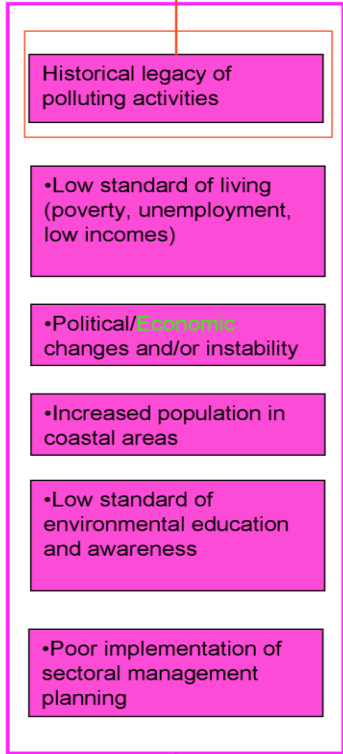 Historical legacy of
polluting activities
•Low standard of living
(poverty, unemployment,
low incomes)
•Political/Economic
changes and/or instability
•Increased population in
coastal areas
•Low standard of
environmental education
and awareness
•Poor implementation of
sectoral management
planning